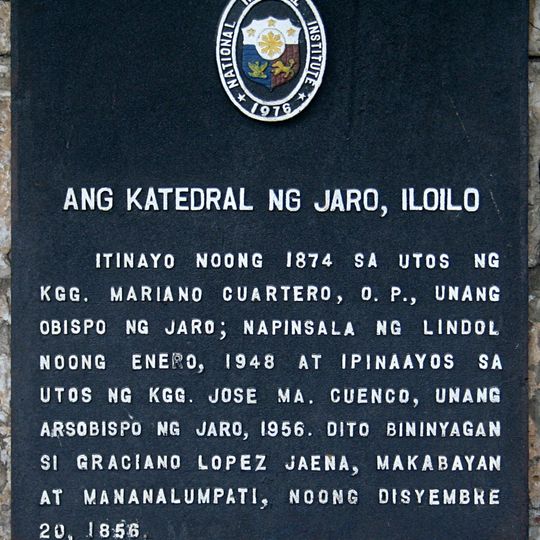 NATIONAL
INSTITUTE
1976
ANG KATEDRAL NG JARO, ILOILO
ITINAYO NOONG 1874 SA UTOS NG
KGG. MARIANO CUARTERO, O. P., UNANG
OBISPO NG JARO; NAPINSALA NG LINDOL
NOONG ENERO, 1948 AT IPINAAYOS SA
UTOS NG KGG. JOSE MA. CUENCO, UNANG
ARSOBISPO NG JARO, 1956. DITO BININYAGAN
SI GRACIANO LOPEZ JAENA, MAKABAYAN
AT MANANALUMPATI, NOONG DISYEMBRE
20, 1856.